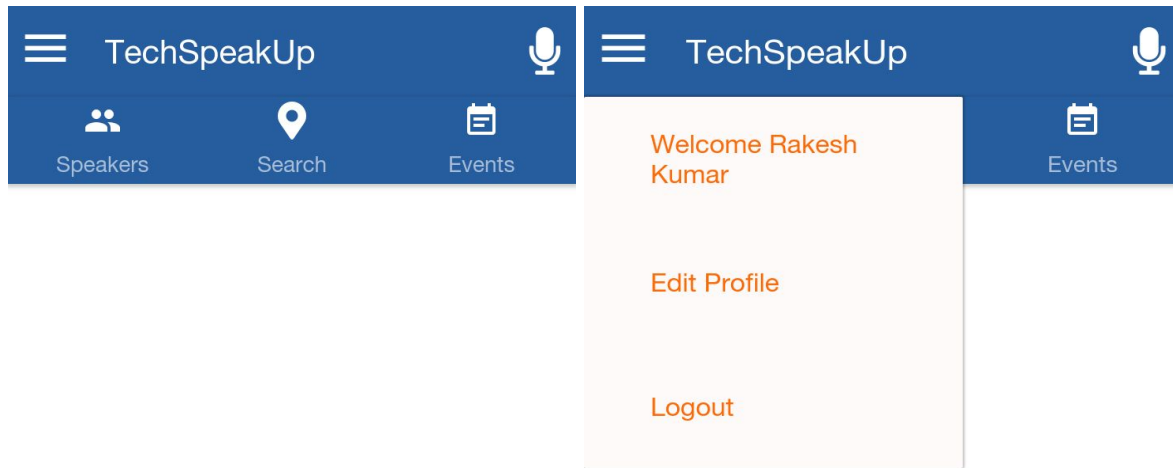 TechSpeakUp
Speakers Search Events
TechSpeakUp
Events
Welcome Rakesh
Kumar
Edit Profile
Logout